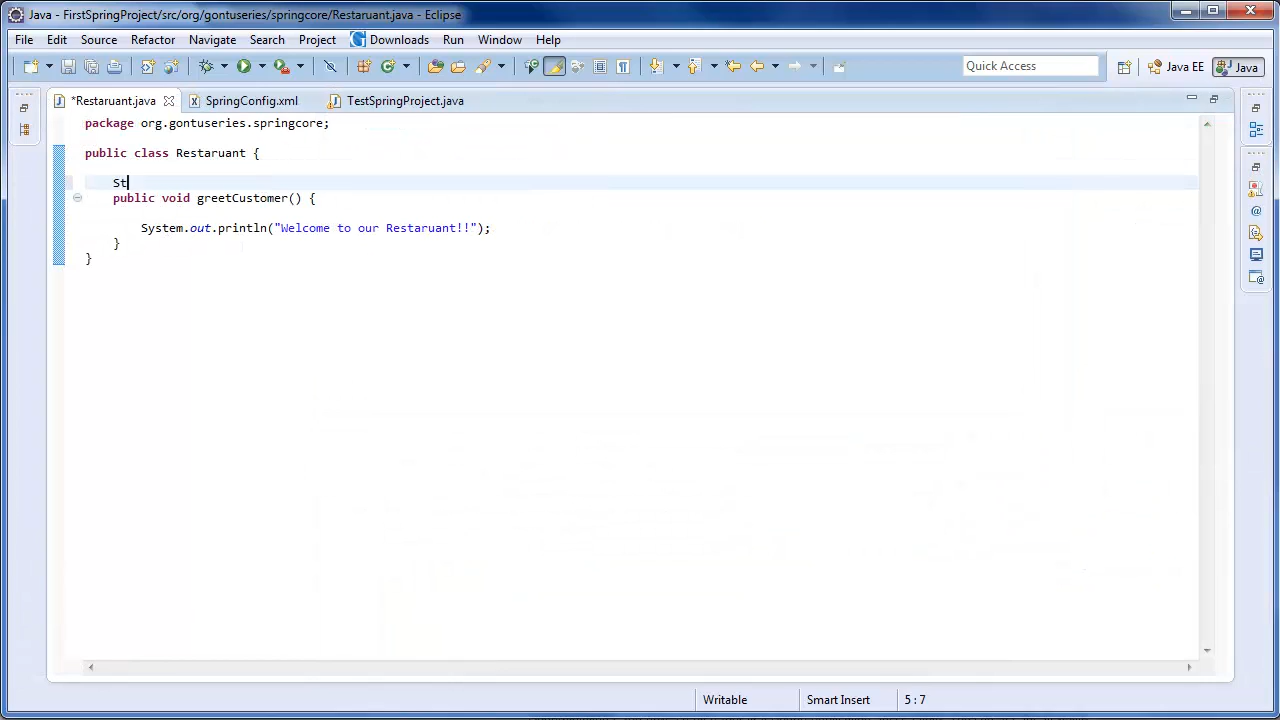 Java - FirstSpringProject/src/org/gontuseries/springcore/Restaruant.java - Eclipse
File Edit Source Refactor Navigate Search Project Downloads Run Window Help
Quick Access Java EE Java
*Restaruant.java SpringConfig.xml TestSpringProject.java
package org.gontuseries.springcore;
public class Restaruant {
St
public void greetCustomer() {
System.out.println("Welcome to our Restaruant!!");
}
}
Writable Smart Insert 5 : 7